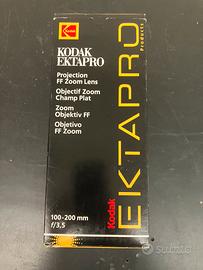 Kodak
KODAK
EKTAPRO
Projection
FF Zoom Lens
Objectif Zoom
Champ Plat
Zoom
Objektiv FF
Objetivo
FF Zoom
100-200 mm
f/3,5
Kodak
EKTAPRO
Products
subito